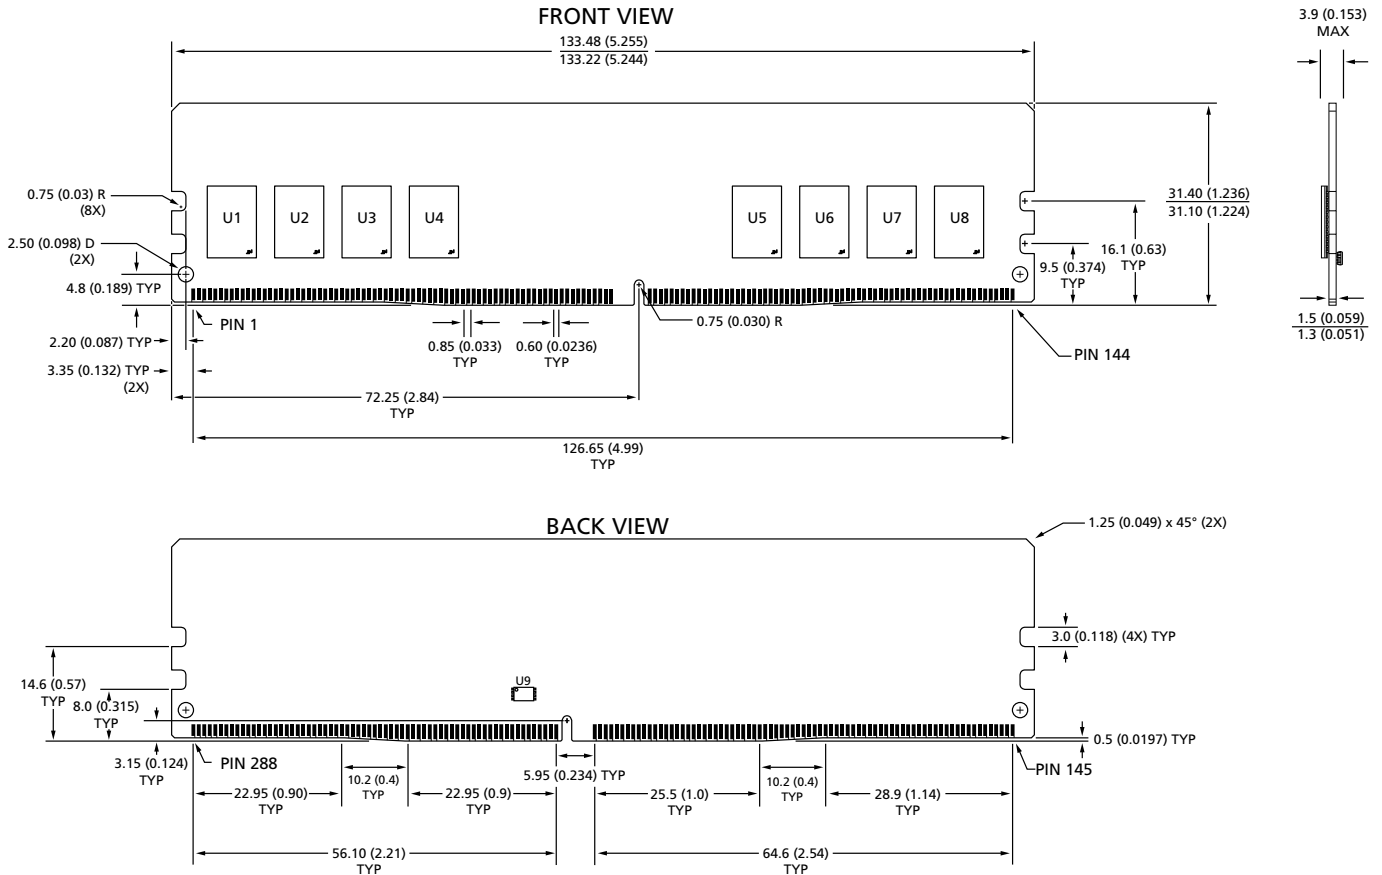 FRONT VIEW
3.9 (0.153)
MAX
133.48 (5.255)
133.22 (5.244)
0.75 (0.03) R
(8X)
U1 U2 U3 U4 U5 U6 U7 U8
31.40 (1.236)
31.10 (1.224)
2.50 (0.098) D
(2X)
16.1 (0.63)
TYP
9.5 (0.374)
TYP
4.8 (0.189) TYP
PIN 1
0.75 (0.030) R
1.5 (0.059)
1.3 (0.051)
2.20 (0.087) TYP
0.85 (0.033)
TYP
0.60 (0.0236)
TYP
PIN 144
3.35 (0.132) TYP
(2X)
72.25 (2.84)
TYP
126.65 (4.99)
TYP
BACK VIEW
1.25 (0.049) x 45° (2X)
3.0 (0.118) (4X) TYP
14.6 (0.57)
TYP
U9
8.0 (0.315)
TYP
0.5 (0.0197) TYP
3.15 (0.124)
TYP
PIN 288
5.95 (0.234) TYP
PIN 145
10.2 (0.4)
TYP
10.2 (0.4)
TYP
22.95 (0.90)
TYP
22.95 (0.9)
TYP
25.5 (1.0)
TYP
28.9 (1.14)
TYP
56.10 (2.21)
TYP
64.6 (2.54)
TYP